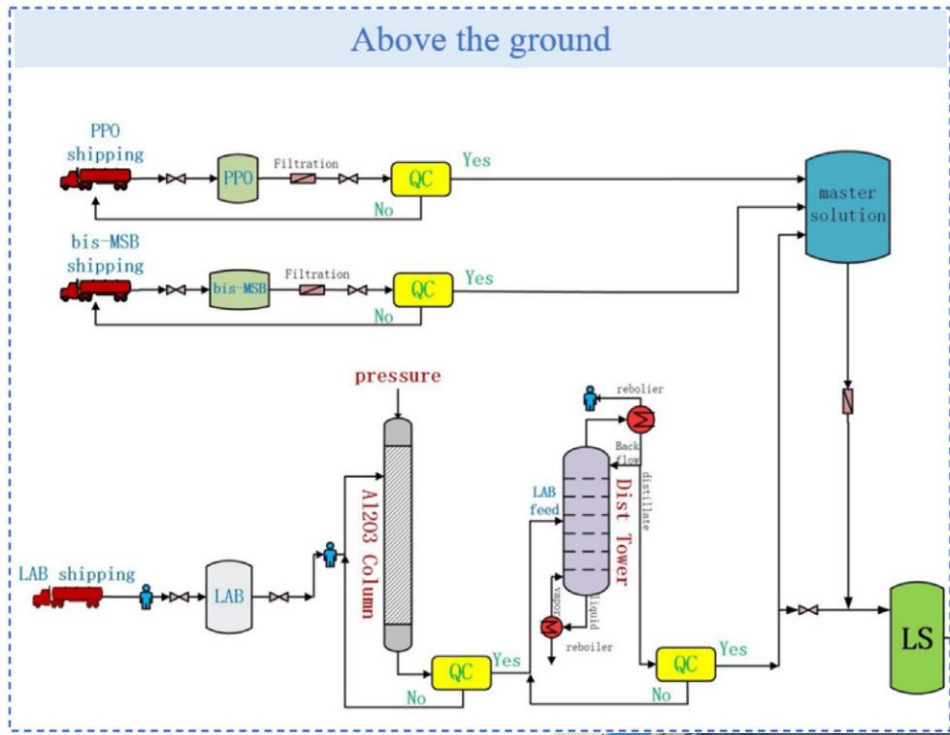 Above the ground
PPO
shipping
PPO
Filtration
QC
Yes
No
master
solution
bis-MSB
shipping
bis-MSB
Filtration
QC
Yes
No
pressure
Al2O3 Column
rebolier
Back
flow
distillate
LAB
feed
Dist Tower
vapor
liquid
reboiler
LAB shipping
LAB
QC
Yes
No
QC
Yes
No
LS